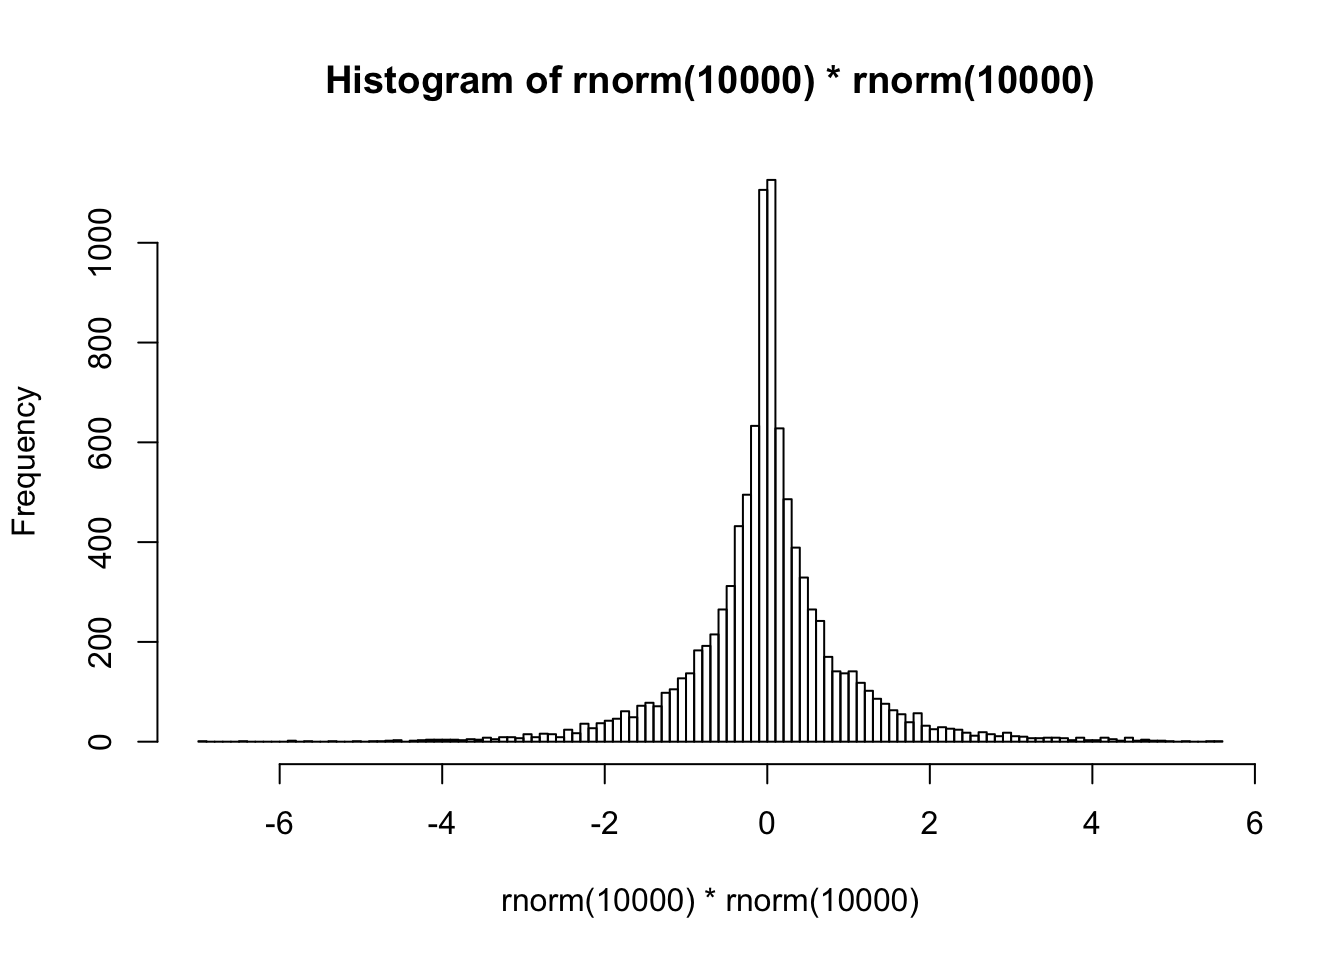 Histogram of rnorm(10000) * rnorm(10000)
Frequency
1000
800
600
400
200
0
-6 -4 -2 0 2 4 6
rnorm(10000) * rnorm(10000)